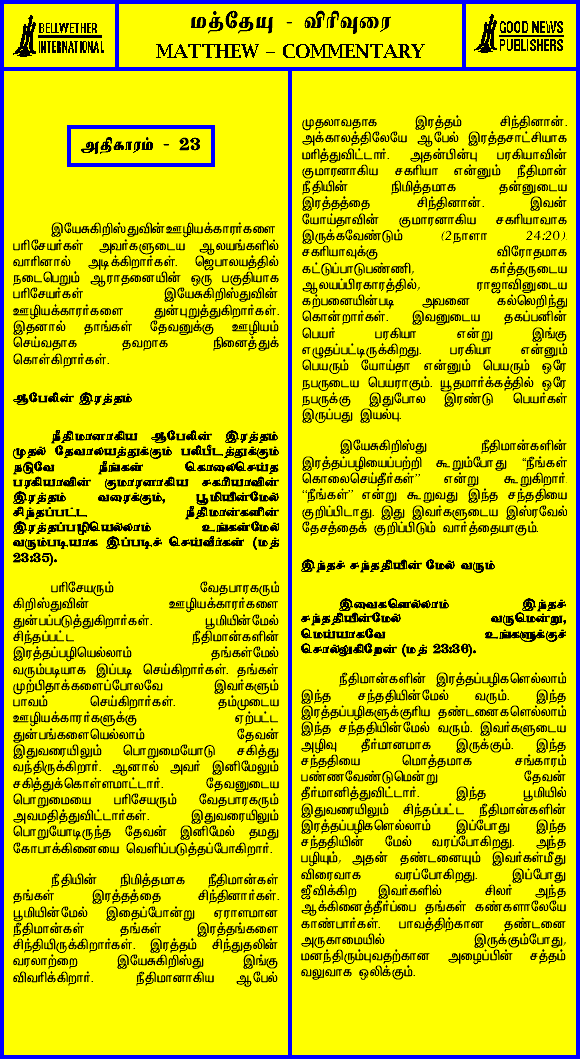 BELLWETHER
INTERNATIONAL
மத்தேயு - விரிவுரை
MATTHEW – COMMENTARY
GOOD NEWS
PUBLISHERS
அதிகாரம் - 23
இயேசுகிறிஸ்துவின்ஊழியக்காரர்களை
பரிசேயர்கள் அவர்களுடைய ஆலயங்களில்
வாரினால் அடிக்கிறார்கள். ஜெபாலயத்தில்
நடைபெறும் ஆராதனையின் ஒரு பகுதியாக
பரிசேயர்கள் இயேசுகிறிஸ்துவின்
ஊழியக்காரர்களை துன்புறுத்துகிறார்கள்.
இதனால் தாங்கள் தேவனுக்கு ஊழியம்
செய்வதாக தவறாக நினைத்துக்
கொள்கிறார்கள்.
ஆபேலின் இரத்தம்
நீதிமானாகிய ஆபேலின் இரத்தம்
முதல் தேவாலயத்துக்கும் பலிபீடத்துக்கும்
நடுவே நீங்கள் கொலைசெய்த
பரகியாவின் குமாரனாகிய சகரியாவின்
இரத்தம் வரைக்கும், பூமியின்மேல்
சிந்தப்பட்ட நீதிமான்களின்
இரத்தப்பழியெல்லாம் உங்கள்மேல்
வரும்படியாக இப்படிச் செய்வீர்கள் (மத்
23:35).
பரிசேயரும் வேதபாரகரும்
கிறிஸ்துவின் ஊழியக்காரர்களை
துன்பப்படுத்துகிறார்கள். பூமியின்மேல்
சிந்தப்பட்ட நீதிமான்களின்
இரத்தப்பழியெல்லாம் தங்கள்மேல்
வரும்படியாக இப்படி செய்கிறார்கள். தங்கள்
முற்பிதாக்களைப்போலவே இவர்களும்
பாவம் செய்கிறார்கள். தம்முடைய
ஊழியக்காரர்களுக்கு ஏற்பட்ட
துன்பங்களையெல்லாம் தேவன்
இதுவரையிலும் பொறுமையோடு சகித்து
வந்திருக்கிறார். ஆனால் அவர் இனிமேலும்
சகித்துக்கொள்ளமாட்டார். தேவனுடைய
பொறுமையை பரிசேயரும் வேதபாரகரும்
அவமதித்துவிட்டார்கள். இதுவரையிலும்
பொறுயோடிருந்த தேவன் இனிமேல் தமது
கோபாக்கினையை வெளிப்படுத்தப்போகிறார்.
நீதியின் நிமித்தமாக நீதிமான்கள்
தங்கள் இரத்தத்தை சிந்தினார்கள்.
பூமியின்மேல் இதைப்போன்று ஏராளமான
நீதிமான்கள் தங்கள் இரத்தங்களை
சிந்தியிருக்கிறார்கள். இரத்தம் சிந்துதலின்
வரலாற்றை இயேசுகிறிஸ்து இங்கு
விவரிக்கிறார். நீதிமானாகிய ஆபேல்
முதலாவதாக இரத்தம் சிந்தினான்.
அக்காலத்திலேயே ஆபேல் இரத்தசாட்சியாக
மரித்துவிட்டார். அதன்பின்பு பரகியாவின்
குமாரனாகிய சகரியா என்னும் நீதிமான்
நீதியின் நிமித்தமாக தன்னுடைய
இரத்தத்தை சிந்தினான். இவன்
யோய்தாவின் குமாரனாகிய சகரியாவாக
இருக்கவேண்டும் (2நாளா 24:20).
சகரியாவுக்கு விரோதமாக
கட்டுப்பாடுபண்ணி, கர்த்தருடைய
ஆலயப்பிரகாரத்தில், ராஜாவினுடைய
கற்பனையின்படி அவனை கல்லெறிந்து
கொன்றார்கள். இவனுடைய தகப்பனின்
பெயர் பரகியா என்று இங்கு
எழுதப்பட்டிருக்கிறது. பரகியா என்னும்
பெயரும் யோய்தா என்னும் பெயரும் ஒரே
நபருடைய பெயராகும். யூதமார்க்கத்தில் ஒரே
நபருக்கு இதுபோல இரண்டு பெயர்கள்
இருப்பது இயல்பு.
இயேசுகிறிஸ்து நீதிமான்களின்
இரத்தப்பழியைப்பற்றி கூறும்போது “நீங்கள்
கொலைசெய்தீர்கள்” என்று கூறுகிறார்.
“நீங்கள்” என்று கூறுவது இந்த சந்ததியை
குறிப்பிடாது. இது இவர்களுடைய இஸ்ரவேல்
தேசத்தைக் குறிப்பிடும் வார்த்தையாகும்.
இந்தச் சந்ததியின் மேல் வரும்
இவைகளெல்லாம் இந்தச்
சந்ததியின்மேல் வருமென்று,
மெய்யாகவே உங்களுக்குச்
சொல்லுகிறேன் (மத் 23:36).
நீதிமான்களின் இரத்தப்பழிகளெல்லாம்
இந்த சந்ததியின்மேல் வரும். இந்த
இரத்தப்பழிகளுக்குரிய தண்டனைகளெல்லாம்
இந்த சந்ததியின்மேல் வரும். இவர்களுடைய
அழிவு தீர்மானமாக இருக்கும். இந்த
சந்ததியை மொத்தமாக சங்காரம்
பண்ணவேண்டுமென்று தேவன்
தீர்மானித்துவிட்டார். இந்த பூமியில்
இதுவரையிலும் சிந்தப்பட்ட நீதிமான்களின்
இரத்தப்பழிகளெல்லாம் இப்போது இந்த
சந்ததியின் மேல் வரப்போகிறது. அந்த
பழியும், அதன் தண்டனையும் இவர்கள்மீது
விரைவாக வரப்போகிறது. இப்போது
ஜீவிக்கிற இவர்களில் சிலர் அந்த
ஆக்கினைத்தீர்ப்பை தங்கள் கண்களாலேயே
காண்பார்கள். பாவத்திற்கான தண்டனை
அருகாமையில் இருக்கும்போது,
மனந்திரும்புவதற்கான அழைப்பின் சத்தம்
வலுவாக ஒலிக்கும்.